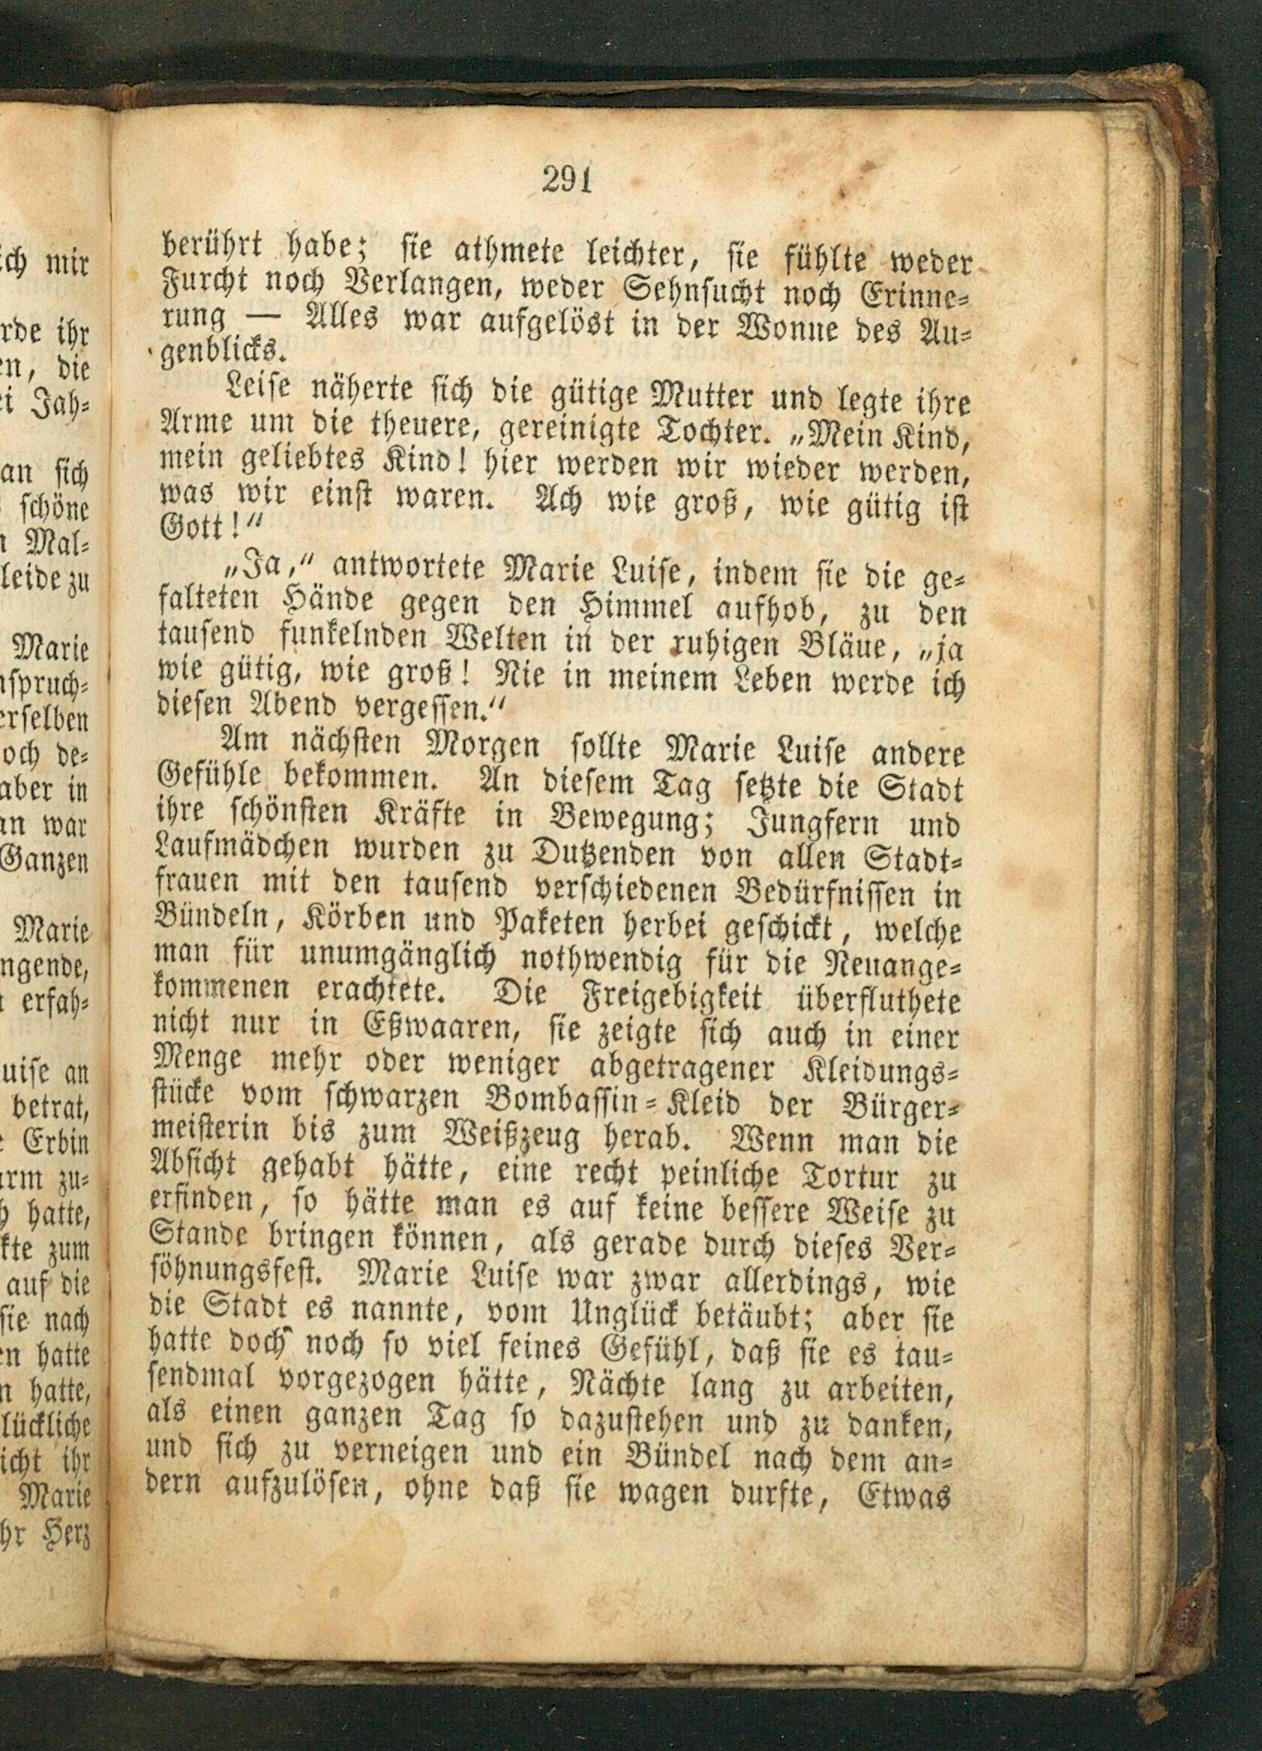 291
berührt habe; sie athmete leichter, sie fühlte weder
Furcht noch Verlangen, weder Sehnsucht noch Erinne-
rung — Alles war aufgelöst in der Wonne des Au-
genblicks.
Leise näherte sich die gütige Mutter und legte ihre
Arme um die theuere, gereinigte Tochter. „Mein Kind,
mein geliebtes Kind! hier werden wir wieder werden,
was wir einst waren. Ach wie groß, wie gütig ist
Gott!“
„Ja,“ antwortete Marie Luise, indem sie die ge-
falteten Hände gegen den Himmel aufhob, zu den
tausend funkelnden Welten in der ruhigen Bläue, „ja
wie gütig, wie groß! Nie in meinem Leben werde ich
diesen Abend vergessen.“
Am nächsten Morgen sollte Marie Luise andere
Gefühle bekommen. An diesem Tag setzte die Stadt
ihre schönsten Kräfte in Bewegung; Jungfern und
Laufmädchen wurden zu Dutzenden von allen Stadt-
frauen mit den tausend verschiedenen Bedürfnissen in
Bündeln, Körben und Paketen herbei geschickt, welche
man für unumgänglich nothwendig für die Neuange-
kommenen erachtete. Die Freigebigkeit überfluthete
nicht nur in Eßwaaren, sie zeigte sich auch in einer
Menge mehr oder weniger abgetragener Kleidungs-
stücke vom schwarzen Bombassin-Kleid der Bürger-
meisterin bis zum Weißzeug herab. Wenn man die
Absicht gehabt hätte, eine recht peinliche Tortur zu
erfinden, so hätte man es auf keine bessere Weise zu
Stande bringen können, als gerade durch dieses Ver-
söhnungsfest. Marie Luise war zwar allerdings, wie
die Stadt es nannte, vom Unglück betäubt; aber sie
hatte doch noch so viel feines Gefühl, daß sie es tau-
sendmal vorgezogen hätte, Nächte lang zu arbeiten,
als einen ganzen Tag so dazustehen und zu danken,
und sich zu verneigen und ein Bündel nach dem an-
dern aufzulösen, ohne daß sie wagen durfte, Etwas